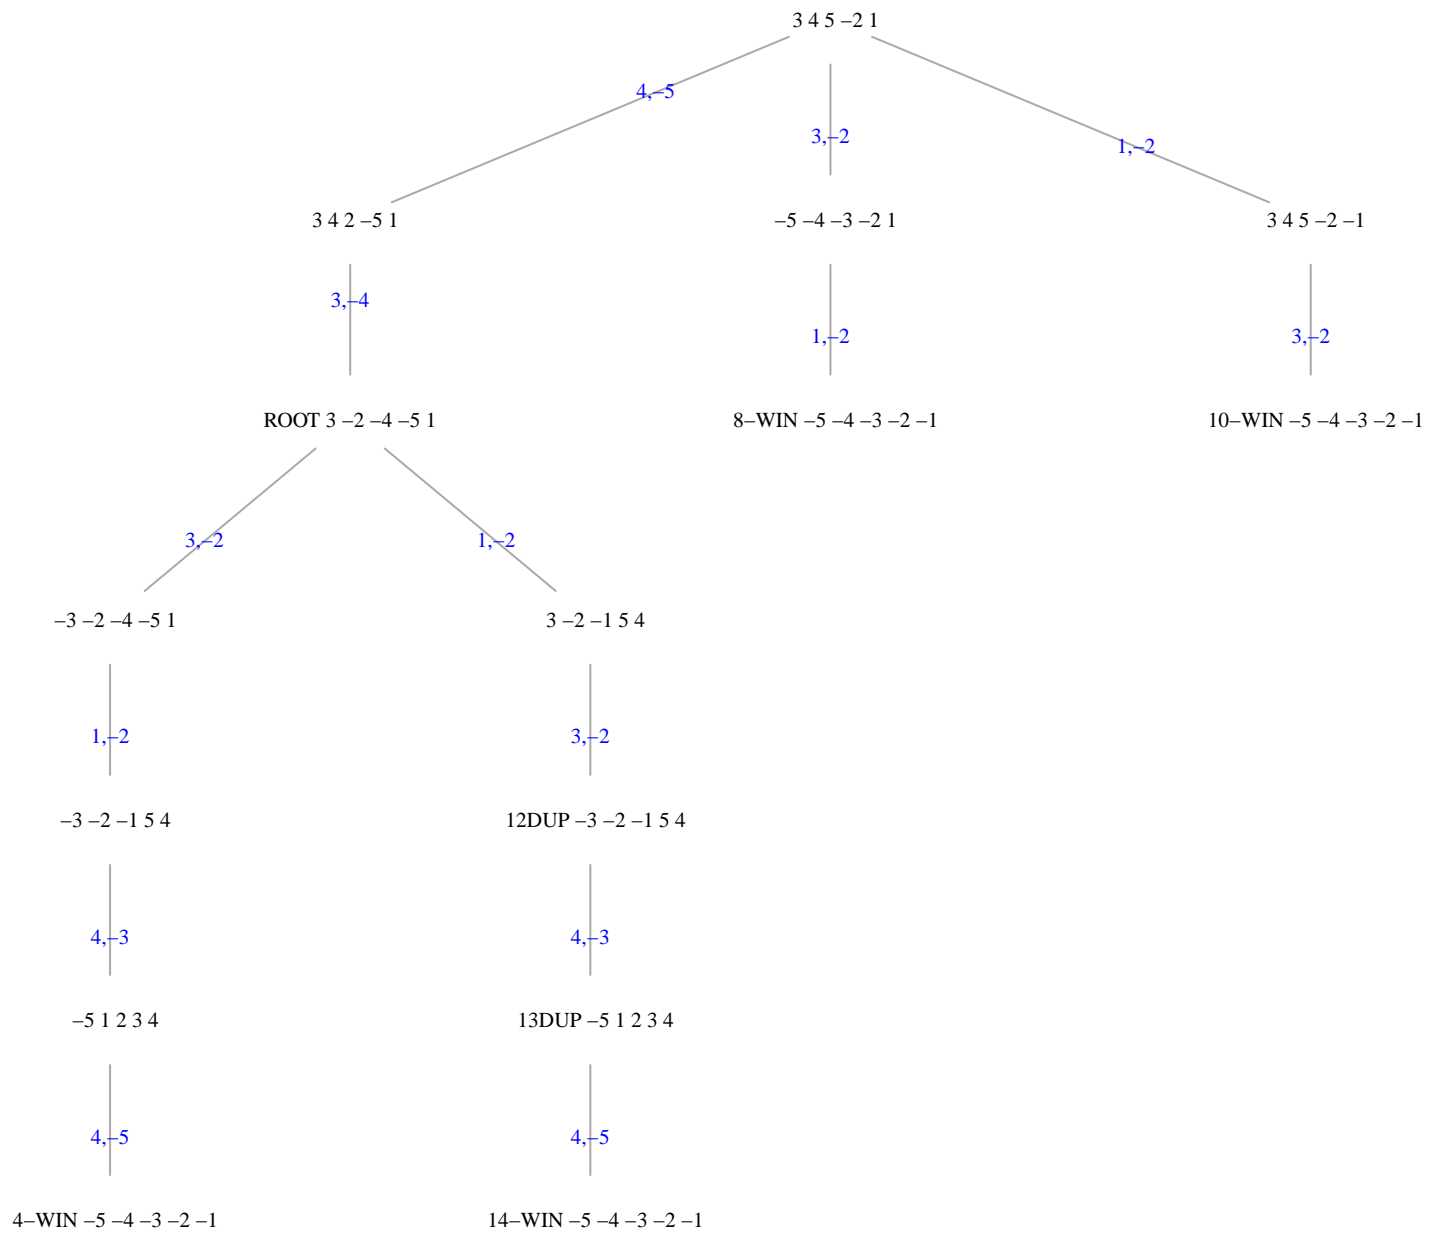 3 4 5 –2 1
4,–5
3,–2
1,–2
3 4 2 –5 1
–5 –4 –3 –2 1
3 4 5 –2 –1
3,–4
1,–2
3,–2
ROOT 3 –2 –4 –5 1
8–WIN –5 –4 –3 –2 –1
10–WIN –5 –4 –3 –2 –1
3,–2
1,–2
–3 –2 –4 –5 1
3 –2 –1 5 4
1,–2
3,–2
–3 –2 –1 5 4
12DUP –3 –2 –1 5 4
4,–3
4,–3
–5 1 2 3 4
13DUP –5 1 2 3 4
4,–5
4,–5
4–WIN –5 –4 –3 –2 –1
14–WIN –5 –4 –3 –2 –1